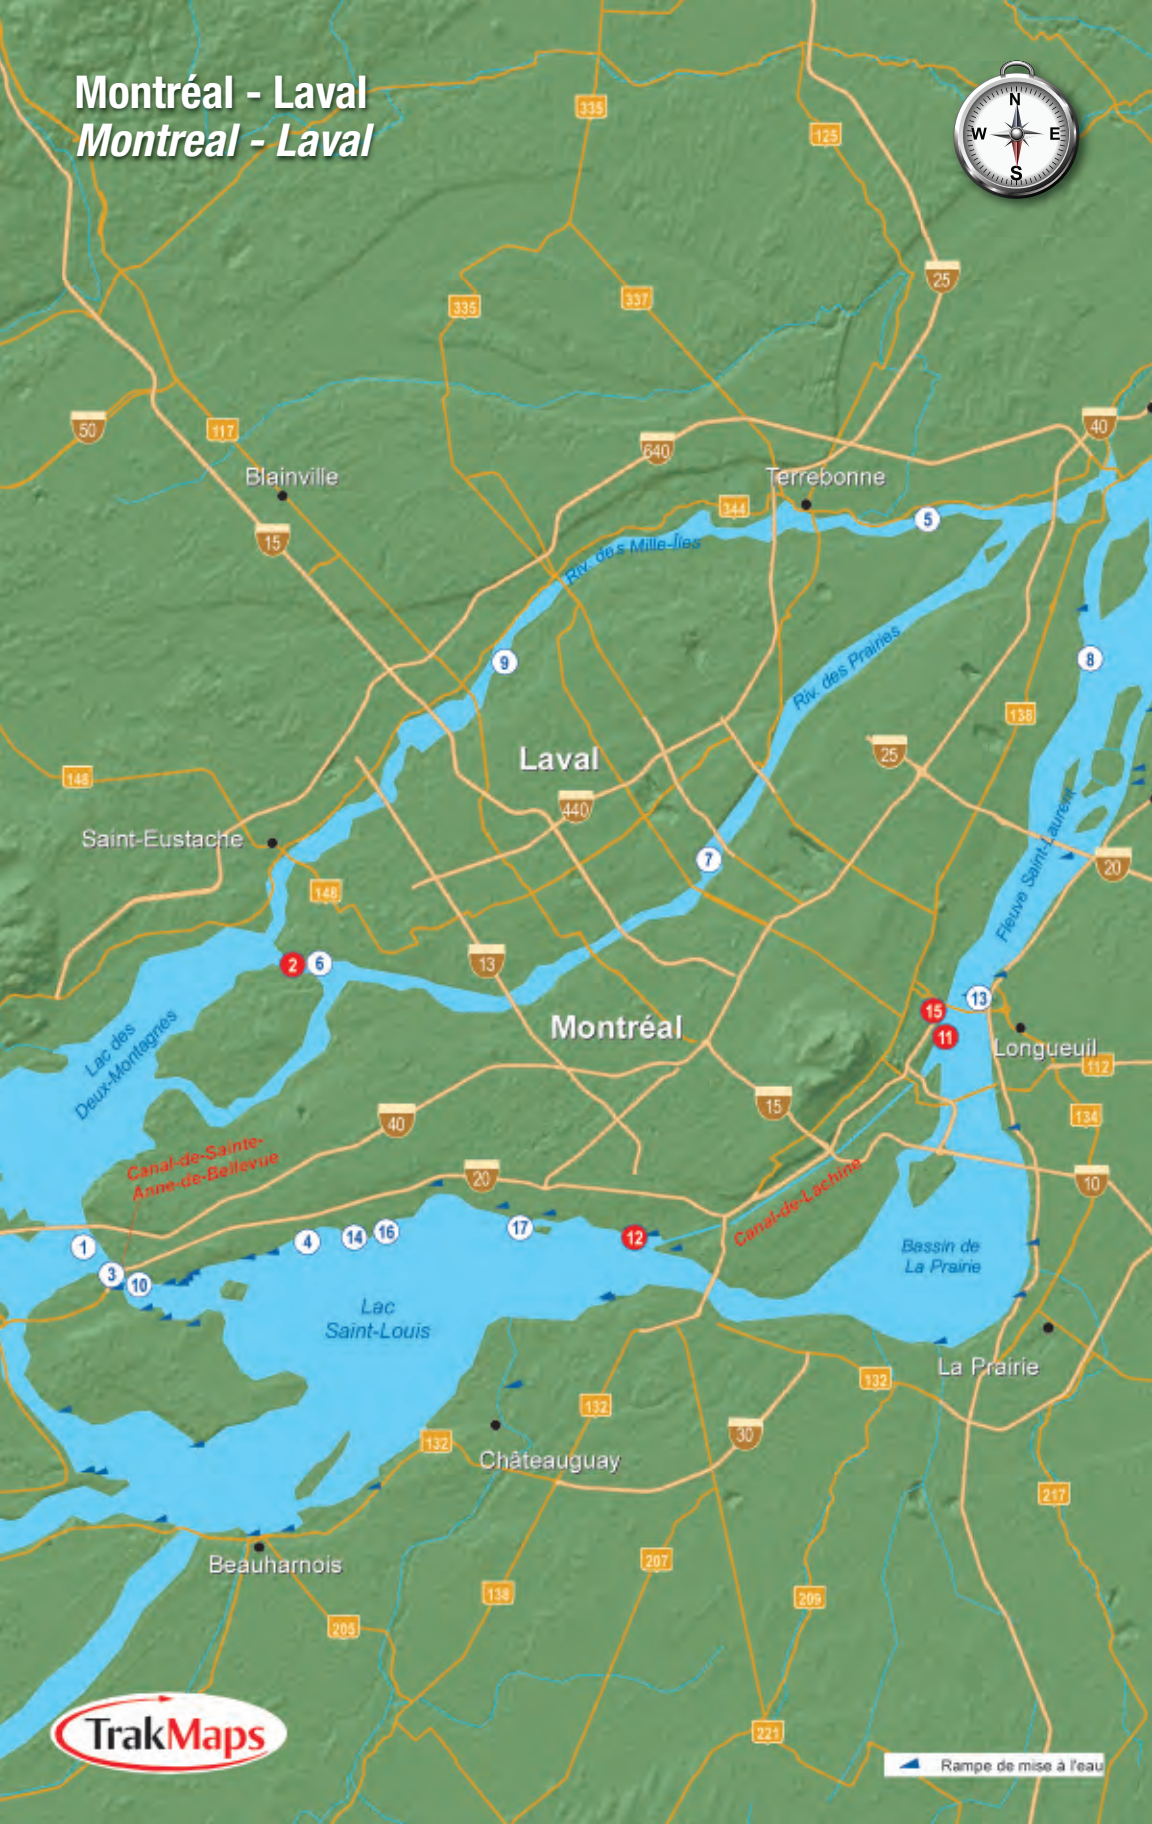 Montréal - Laval
Montreal - Laval
N
W
E
S
335
125
25
335
337
50
117
640
40
Blainville
Terrebonne
344
15
5
Riv. des Mille-Îles
9
8
Riv. des Prairies
138
Laval
25
148
440
Saint-Eustache
7
20
148
Fleuve Saint-Laurent
2
6
13
13
15
Montréal
11
Longueuil
Lac des
Deux-Montagnes
112
15
134
40
Canal-de-Sainte-
Anne-de-Bellevue
20
10
Canal-de-Lachine
1
4
14
16
17
12
Bassin de
La Prairie
3
10
Lac
Saint-Louis
La Prairie
132
132
132
30
Châteauguay
217
Beauharnois
207
138
209
205
TrakMaps
221
Rampe de mise à l'eau